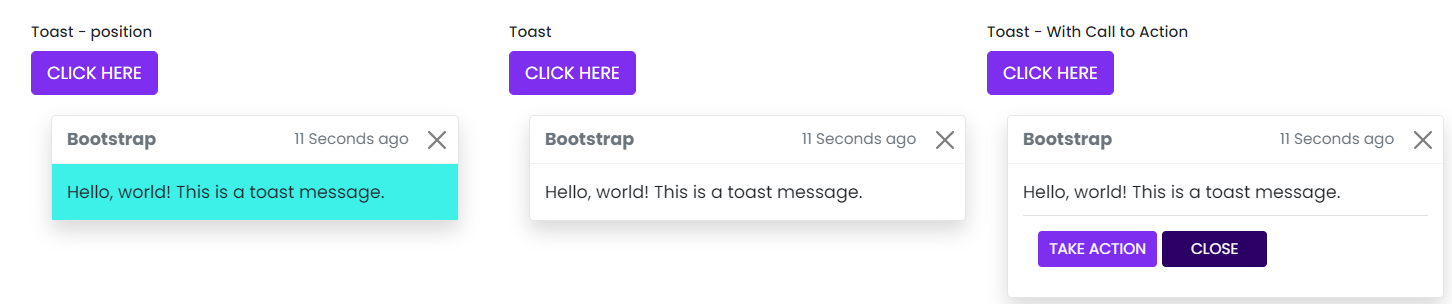 Toast - position
CLICK HERE
Bootstrap 11 Seconds ago
Hello, world! This is a toast message.
Toast
CLICK HERE
Bootstrap 11 Seconds ago
Hello, world! This is a toast message.
Toast - With Call to Action
CLICK HERE
Bootstrap 11 Seconds ago
Hello, world! This is a toast message.
TAKE ACTION CLOSE